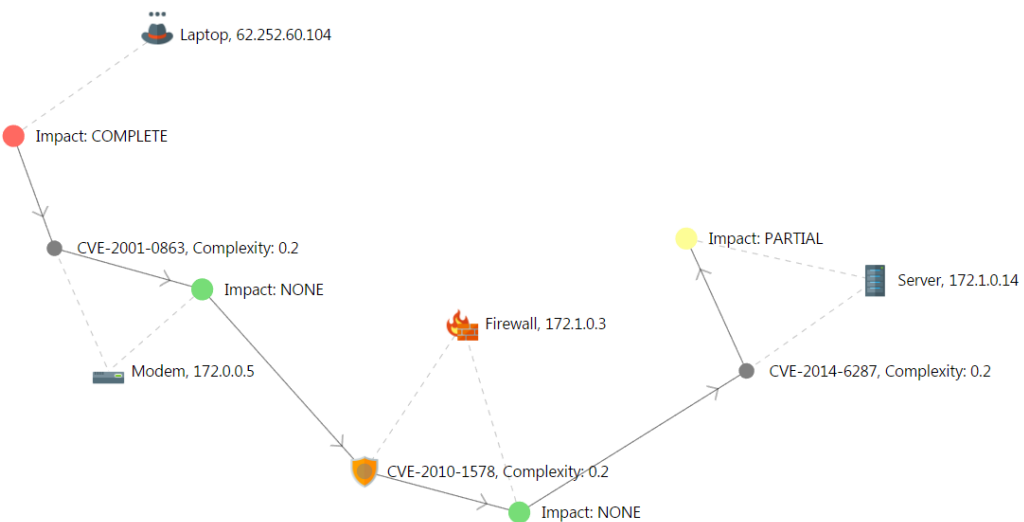 Laptop, 62.252.60.104
Impact: COMPLETE
CVE-2001-0863, Complexity: 0.2
Impact: PARTIAL
Server, 172.1.0.14
Impact: NONE
Firewall, 172.1.0.3
Modem, 172.0.0.5
CVE-2014-6287, Complexity: 0.2
CVE-2010-1578, Complexity: 0.2
Impact: NONE